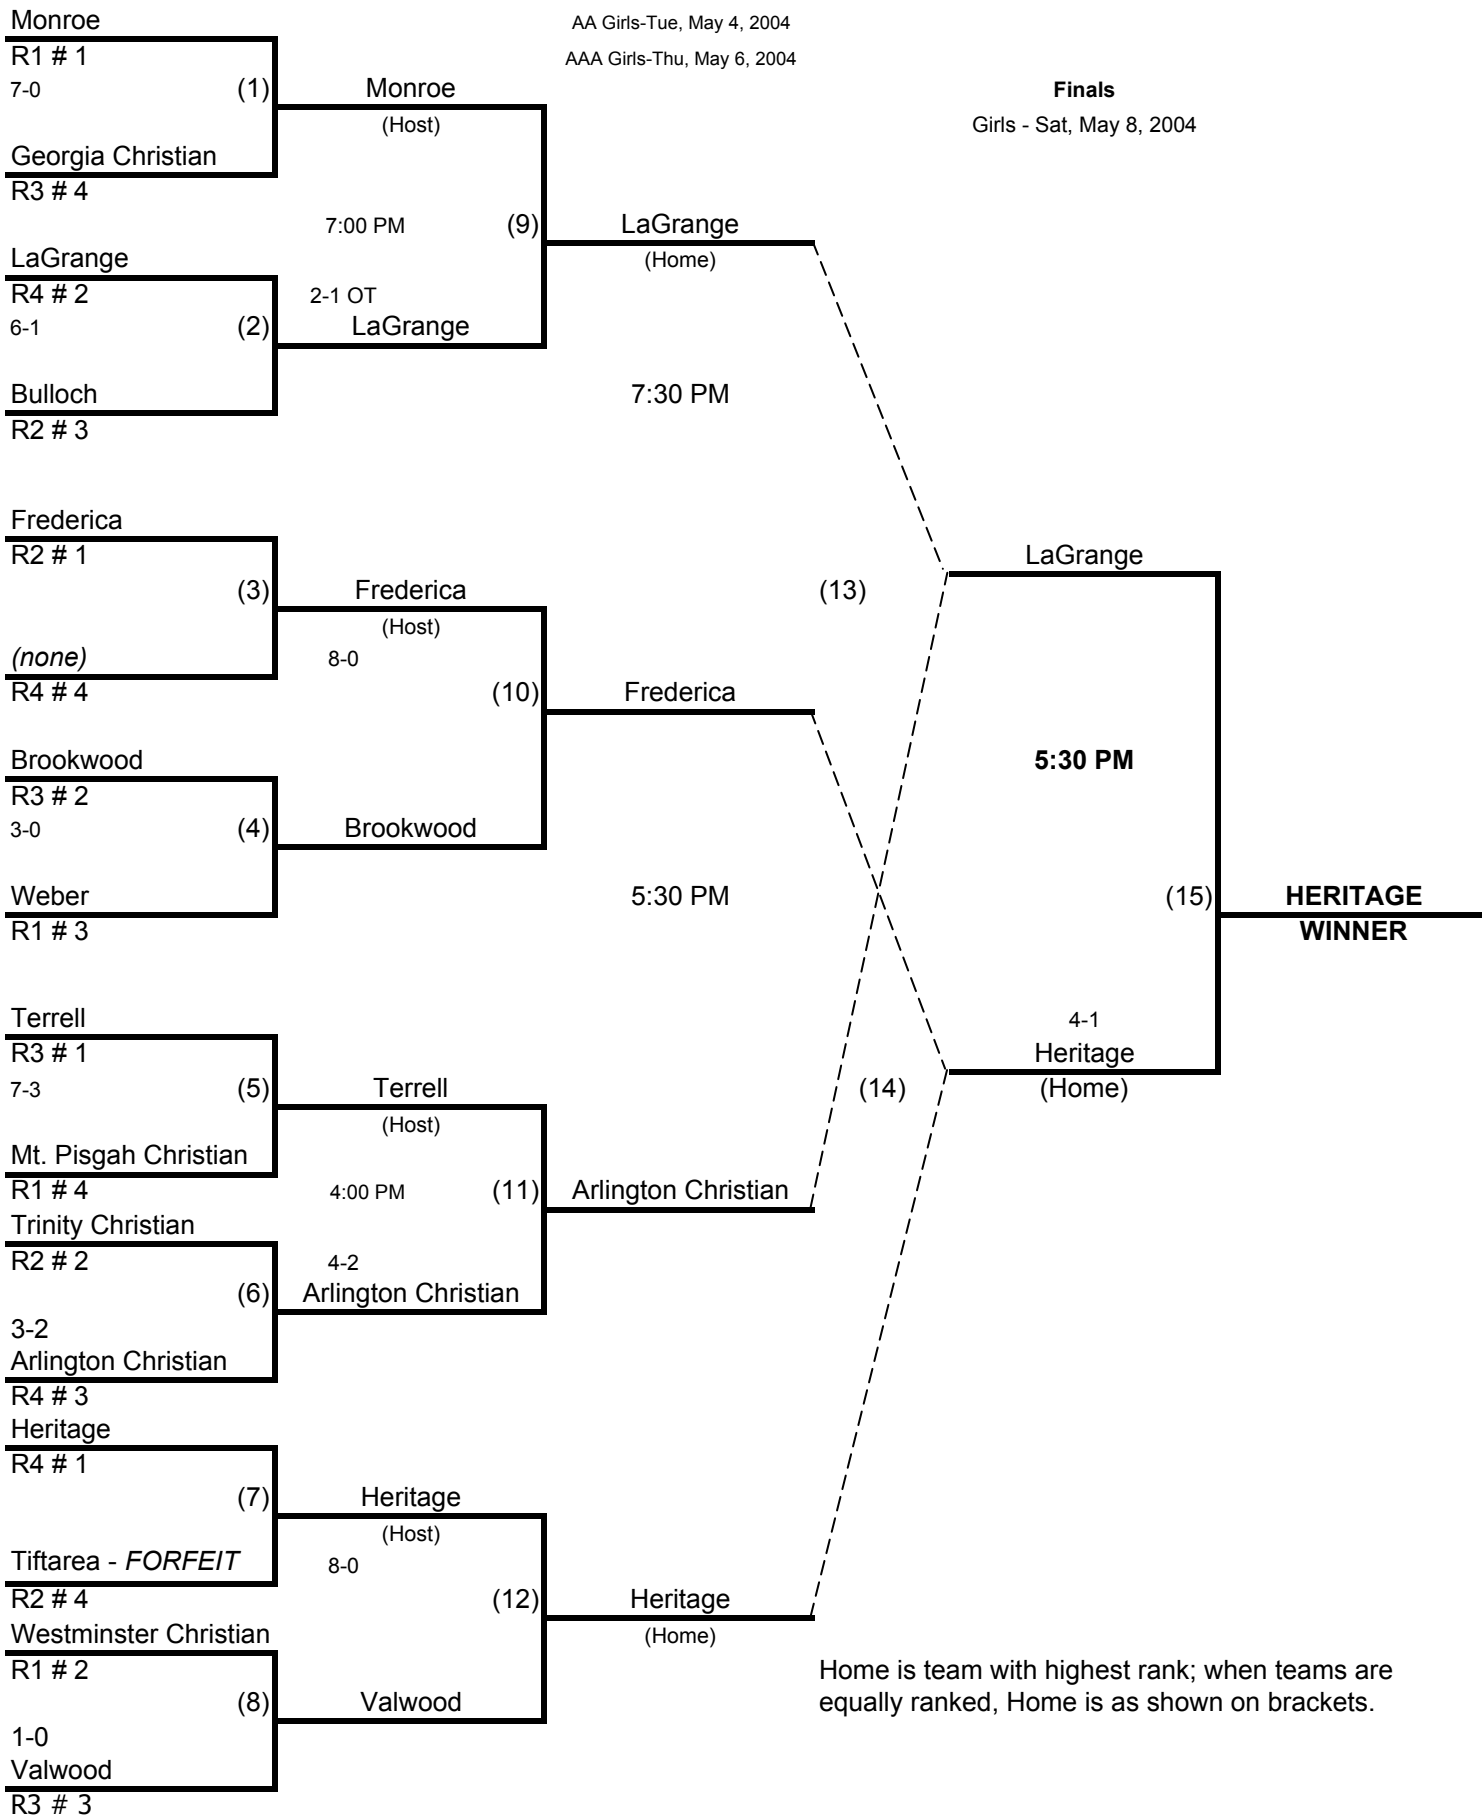 Monroe
AA Girls-Tue, May 4, 2004
R1 # 1
AAA Girls-Thu, May 6, 2004
7-0
(1)
Monroe
Finals
(Host)
Girls - Sat, May 8, 2004
Georgia Christian
R3 # 4
7:00 PM
(9)
LaGrange
LaGrange
(Home)
R4 # 2
2-1 OT
6-1
(2)
LaGrange
Bulloch
7:30 PM
R2 # 3
Frederica
R2 # 1
LaGrange
(3)
Frederica
(13)
(Host)
(none)
8-0
R4 # 4
(10)
Frederica
Brookwood
5:30 PM
R3 # 2
3-0
(4)
Brookwood
Weber
5:30 PM
(15)
HERITAGE
R1 # 3
WINNER
Terrell
4-1
R3 # 1
Heritage
7-3
(5)
Terrell
(14)
(Home)
(Host)
Mt. Pisgah Christian
R1 # 4
4:00 PM
(11)
Arlington Christian
Trinity Christian
R2 # 2
4-2
(6)
Arlington Christian
3-2
Arlington Christian
R4 # 3
Heritage
R4 # 1
(7)
Heritage
(Host)
Tiftarea - FORFEIT
8-0
R2 # 4
(12)
Heritage
Westminster Christian
(Home)
R1 # 2
Home is team with highest rank; when teams are
(8)
Valwood
equally ranked, Home is as shown on brackets.
1-0
Valwood
R3 # 3